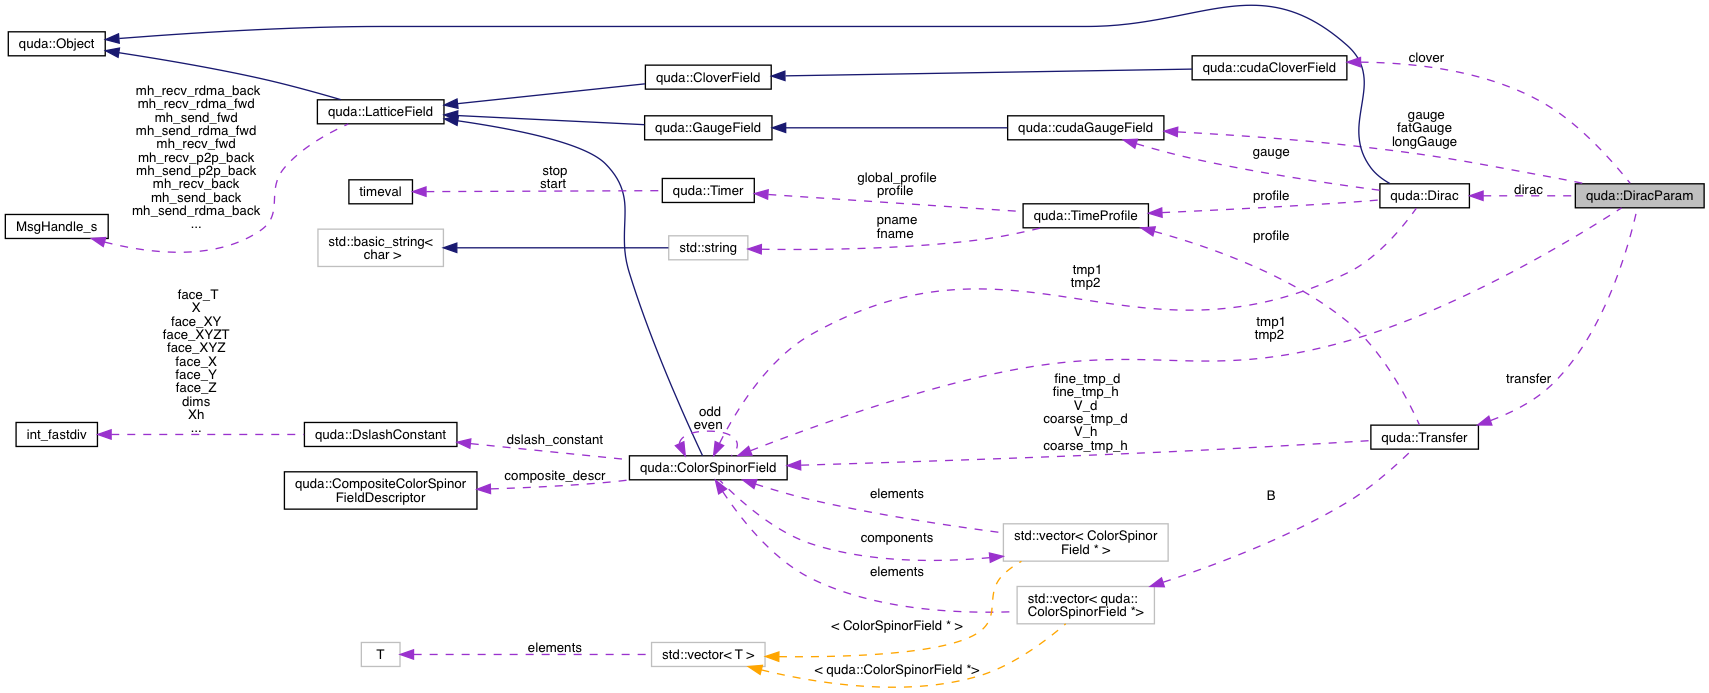 quda::Object
mh_recv_rdma_back
mh_recv_rdma_fwd
mh_send_fwd
mh_send_rdma_fwd
mh_recv_fwd
mh_recv_p2p_back
mh_send_p2p_back
mh_recv_back
mh_send_back
mh_send_rdma_back
...
MsgHandle_s
quda::LatticeField
quda::CloverField
quda::cudaCloverField
clover
quda::GaugeField
quda::cudaGaugeField
gauge
fatGauge
longGauge
gauge
timeval
stop
start
quda::Timer
global_profile
profile
quda::TimeProfile
profile
quda::Dirac
dirac
quda::DiracParam
std::basic_string<
char >
std::string
pname
fname
profile
tmp1
tmp2
tmp1
tmp2
face_T
X
face_XY
face_XYZT
face_XYZ
face_X
face_Y
face_Z
dims
Xh
...
int_fastdiv
quda::DslashConstant
dslash_constant
odd
even
quda::ColorSpinorField
fine_tmp_d
fine_tmp_h
V_d
coarse_tmp_d
V_h
coarse_tmp_h
transfer
quda::Transfer
quda::CompositeColorSpinor
FieldDescriptor
composite_descr
elements
components
elements
B
std::vector< ColorSpinor
Field * >
std::vector< quda::
ColorSpinorField *>
< ColorSpinorField * >
T
elements
std::vector< T >
< quda::ColorSpinorField *>